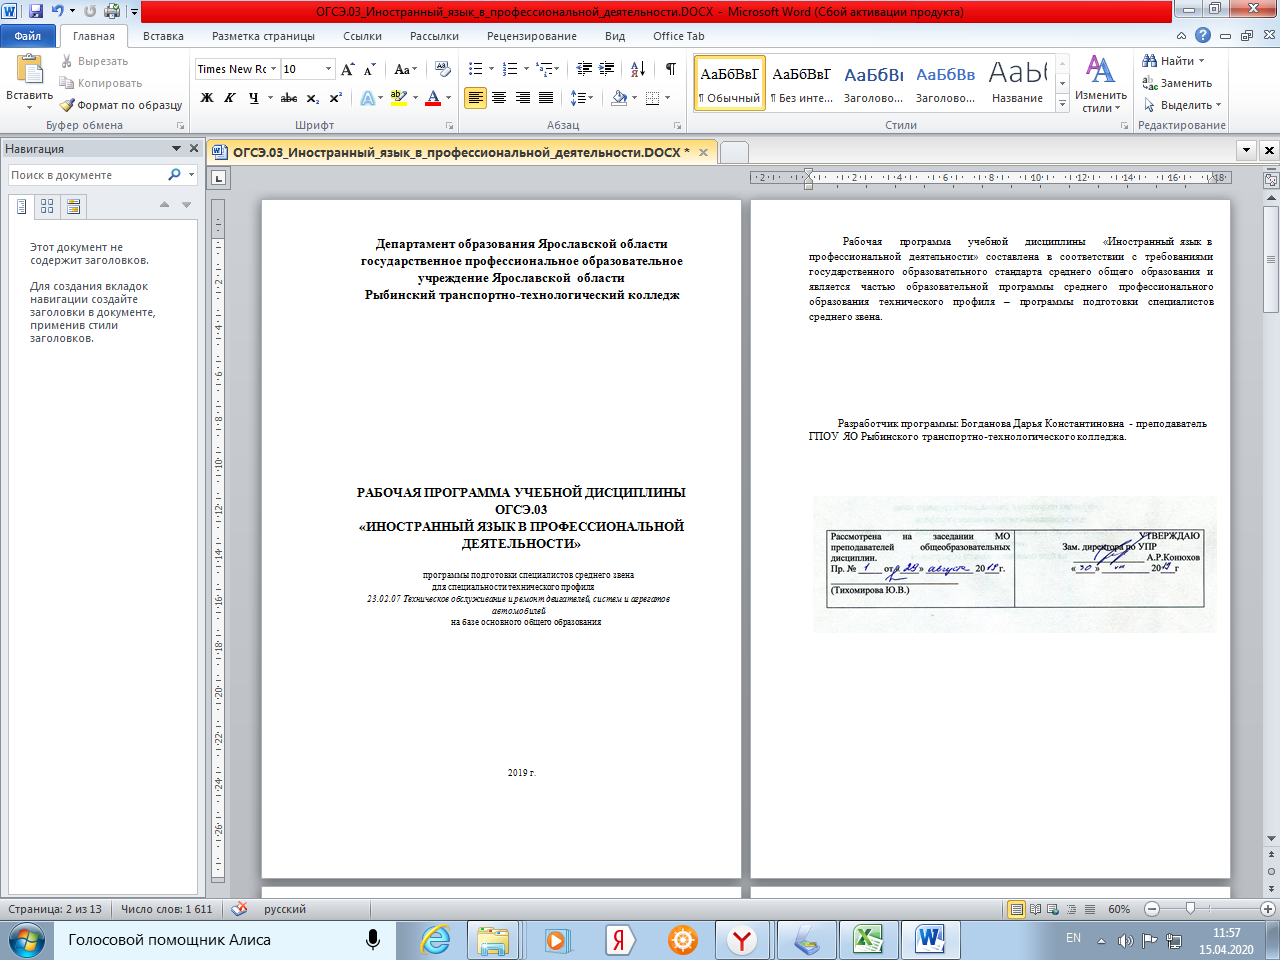 ОГСЭ.03_Иностранный_язык_в_профессиональной_деятельности.DOCX - Microsoft Word (Сбой активации продукта)
Файл Главная Вставка Разметка страницы Ссылки Рассылки Рецензирование Вид Office Tab
Вставить
Вырезать
Копировать
Формат по образцу
Буфер обмена
Times New Rc 10
Aa
Ж К Ч abc x₂ x² A ab A
Шрифт
Абзац
АаБбВвГ АаБбВвГ АаБбВı АаБбВв АаБ
¶ Обычный ¶ Без инте... Заголово... Заголово... Название
Стили
Изменить стили
Найти
Заменить
Выделить
Редактирование
Навигация
Поиск в документе
Этот документ не
содержит заголовков.
Для создания вкладок
навигации создайте
заголовки в документе,
применив стили
заголовков.
ОГСЭ.03_Иностранный_язык_в_профессиональной_деятельности.DOCX *
Департамент образования Ярославской области
государственное профессиональное образовательное
учреждение Ярославской области
Рыбинский транспортно-технологический колледж
РАБОЧАЯ ПРОГРАММА УЧЕБНОЙ ДИСЦИПЛИНЫ
ОГСЭ.03
«ИНОСТРАННЫЙ ЯЗЫК В ПРОФЕССИОНАЛЬНОЙ
ДЕЯТЕЛЬНОСТИ»
программы подготовки специалистов среднего звена
для специальности технического профиля
23.02.07 Техническое обслуживание и ремонт двигателей, систем и агрегатов
автомобилей
на базе основного общего образования
2019 г.
Рабочая программа учебной дисциплины «Иностранный язык в
профессиональной деятельности» составлена в соответствии с требованиями
государственного образовательного стандарта среднего общего образования и
является частью образовательной программы среднего профессионального
образования технического профиля – программы подготовки специалистов
среднего звена.
Разработчик программы: Богданова Дарья Константиновна - преподаватель
ГПОУ ЯО Рыбинского транспортно-технологического колледжа.
Рассмотрена на заседании МО
преподавателей общеобразовательных
дисциплин.
Пр. № 1 от « 29 » августа 2019 г
(Тихомирова Ю.В.)
УТВЕРЖДАЮ
Зам. директора по УПР
А.Р.Конюхов
« 30 » 2019 г
Страница: 2 из 13 Число слов: 1 611 русский 60%
Голосовой помощник Алиса
EN 11:57
15.04.2020